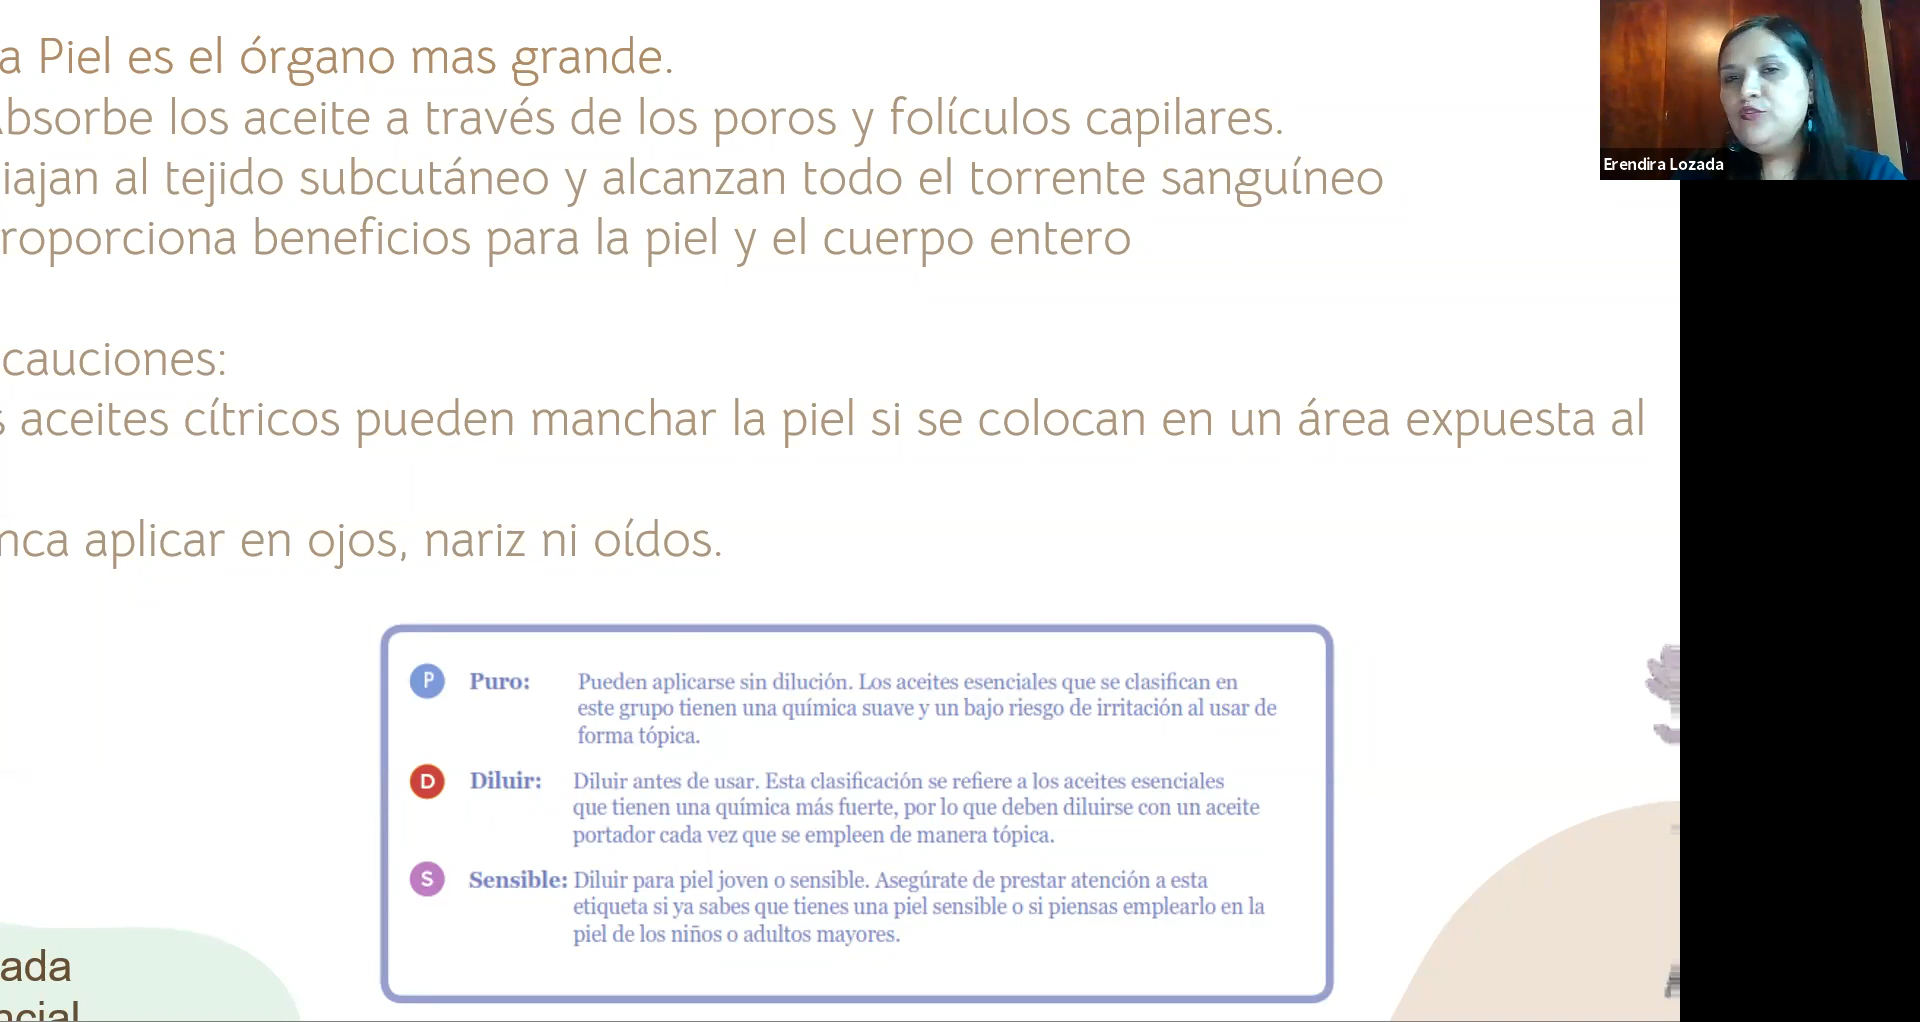 a Piel es el órgano mas grande.
bsorbe los aceite a través de los poros y folículos capilares.
iajan al tejido subcutáneo y alcanzan todo el torrente sanguíneo
roporciona beneficios para la piel y el cuerpo entero
cauciones:
s aceites cítricos pueden manchar la piel si se colocan en un área expuesta al
nca aplicar en ojos, nariz ni oídos.
P Puro: Pueden aplicarse sin dilución. Los aceites esenciales que se clasifican en
este grupo tienen una química suave y un bajo riesgo de irritación al usar de
forma tópica.
D Diluir: Diluir antes de usar. Esta clasificación se refiere a los aceites esenciales
que tienen una química más fuerte, por lo que deben diluirse con un aceite
portador cada vez que se empleen de manera tópica.
S Sensible: Diluir para piel joven o sensible. Asegúrate de prestar atención a esta
etiqueta si ya sabes que tienes una piel sensible o si piensas emplearlo en la
piel de los niños o adultos mayores.
ada
ncial
Erendira Lozada